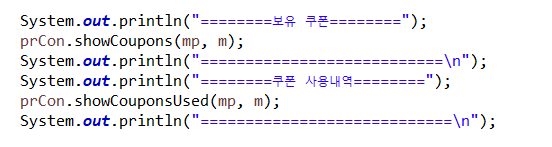 System.out.println("========보유 쿠폰========");
prCon.showCoupons(mp, m);
System.out.println("===========================\n");
System.out.println("========쿠폰 사용내역========");
prCon.showCouponsUsed(mp, m);
System.out.println("============================\n");